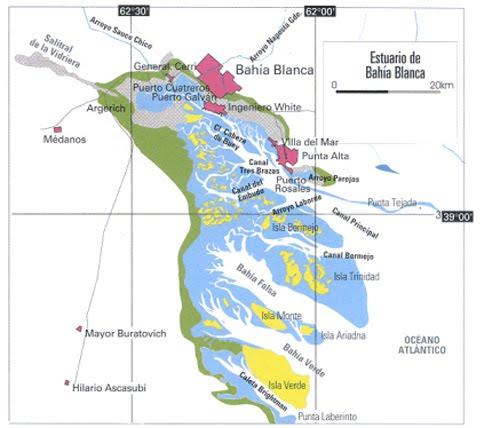 62°30'
62°00'
Arroyo Sauce Chico
Arroyo Napostá Gde.
Salitral
de la Vidriera
General Cerri
Bahía Blanca
Puerto Cuatreros
Puerto Galván
Argerich
Ingeniero White
Estuario de
Bahía Blanca
0
20km
Médanos
Cl. Cabeza
de Buey
Villa del Mar
Punta Alta
Canal
Tres Brazas
Canal del
Embudo
Puerto
Rosales
Arroyo Parejas
Arroyo Laborde
Punta Tejada
Canal Principal
39°00'
Isla Bermejo
Canal Bermejo
Bahía Falsa
Isla Trinidad
Isla Monte
Isla Ariadna
OCÉANO
ATLÁNTICO
Mayor Buratovich
Bahía Verde
Isla Verde
Hilario Ascasubi
Caleta Brightman
Punta Laberinto